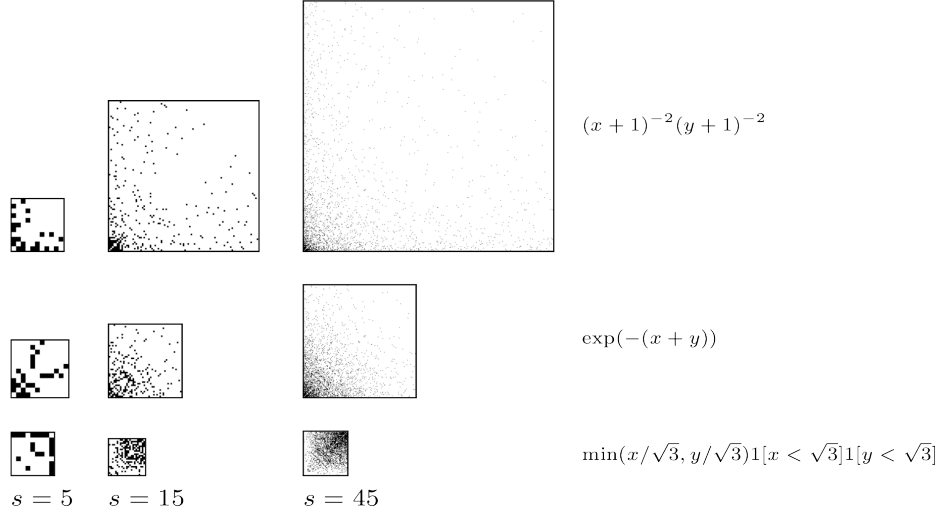 (x + 1)⁻²(y + 1)⁻²
exp(−(x + y))
min(x/√3, y/√3)1[x < √3]1[y < √3]
s = 5 s = 15 s = 45